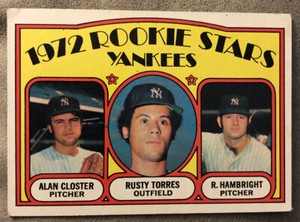 1972 ROOKIE STARS
YANKEES
ALAN CLOSTER
PITCHER
RUSTY TORRES
OUTFIELD
R. HAMBRIGHT
PITCHER